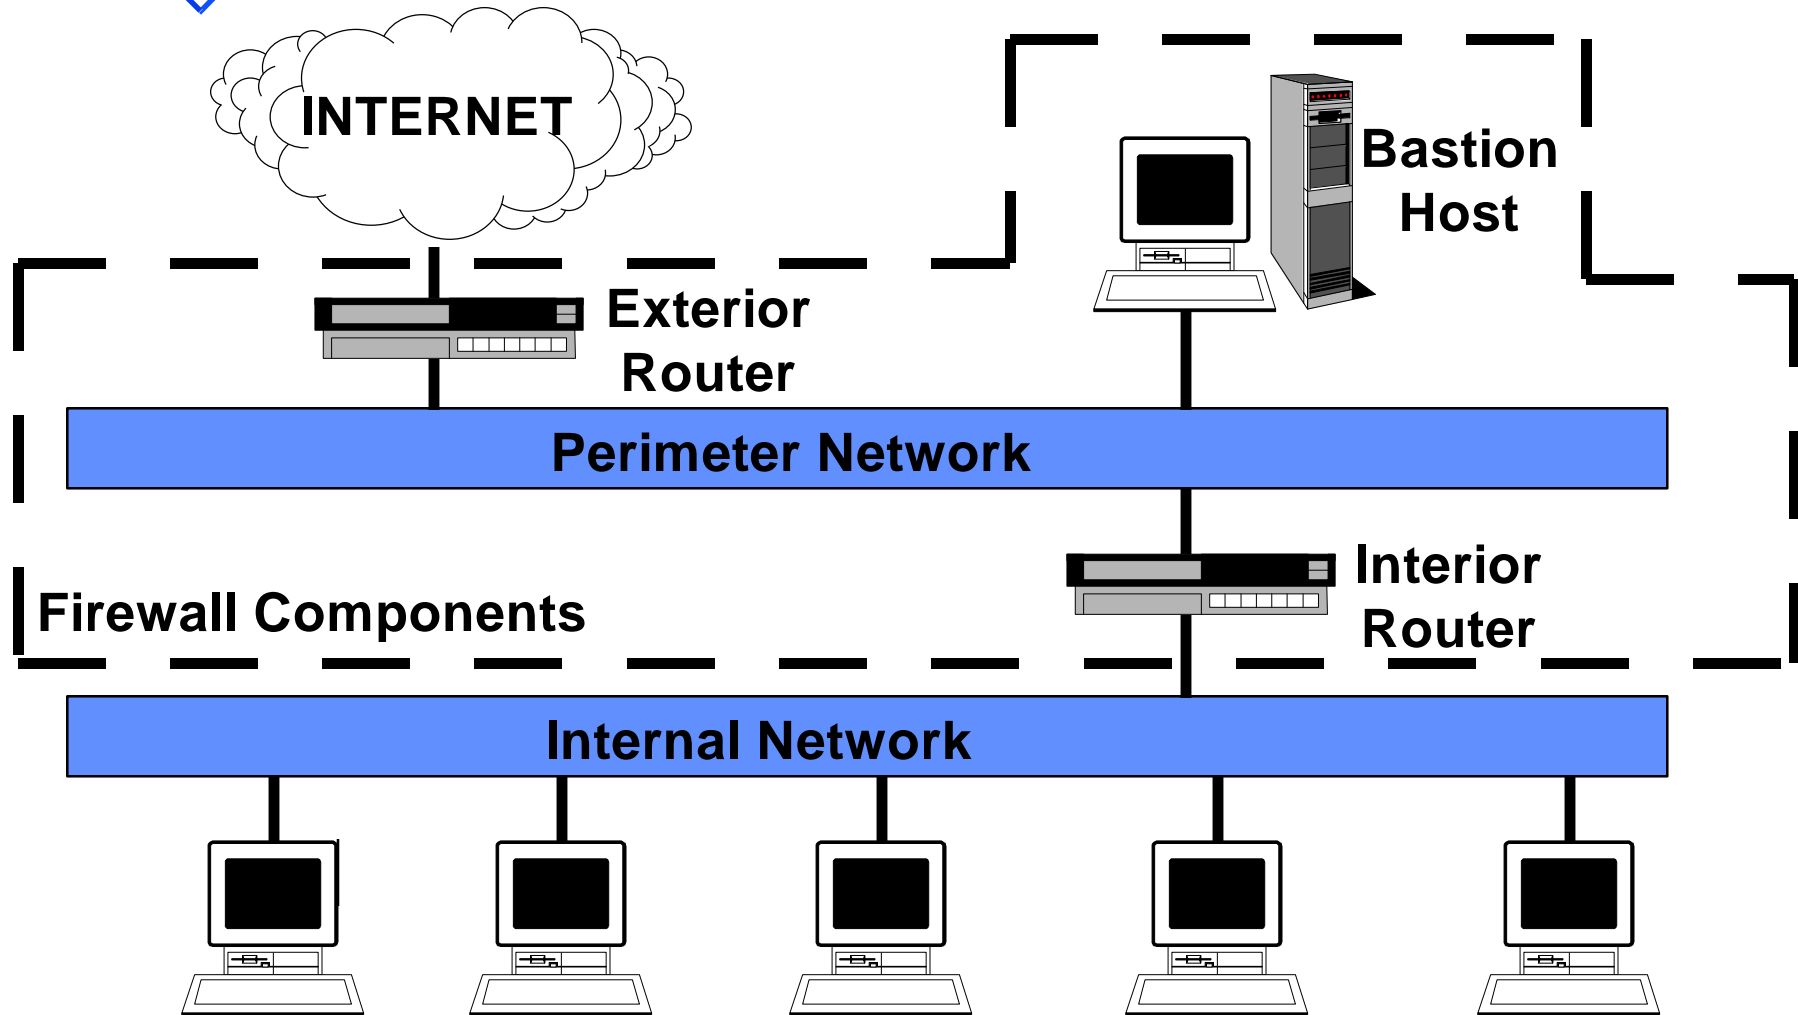 INTERNET
Bastion
Host
Exterior
Router
Perimeter Network
Interior
Router
Firewall Components
Internal Network